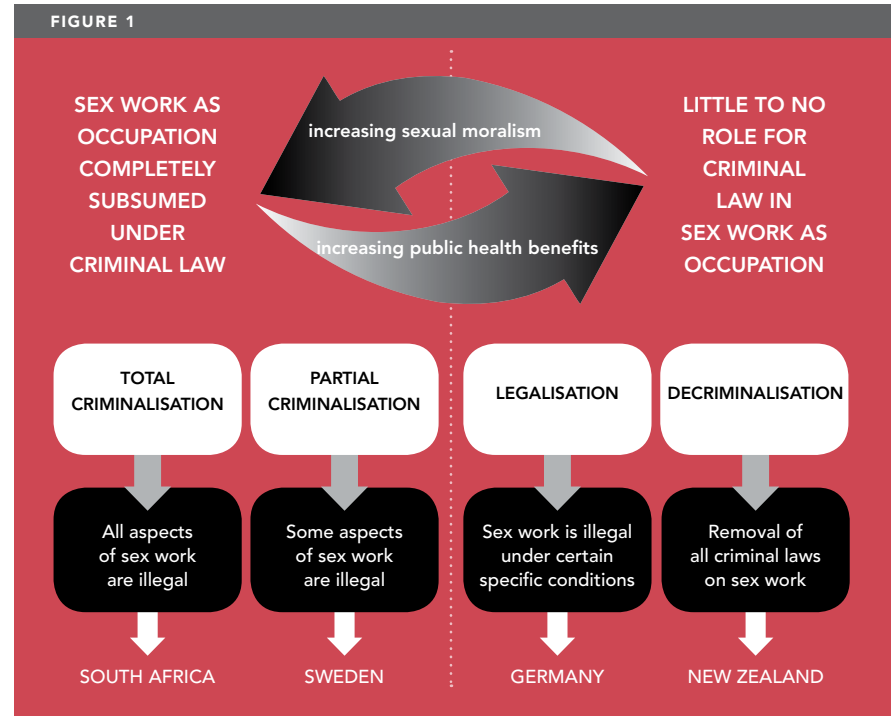 FIGURE 1
SEX WORK AS
OCCUPATION
COMPLETELY
SUBSUMED
UNDER
CRIMINAL LAW
increasing sexual moralism
increasing public health benefits
LITTLE TO NO
ROLE FOR
CRIMINAL
LAW IN
SEX WORK AS
OCCUPATION
TOTAL
CRIMINALISATION
PARTIAL
CRIMINALISATION
LEGALISATION
DECRIMINALISATION
All aspects
of sex work
are illegal
Some aspects
of sex work
are illegal
Sex work is illegal
under certain
specific conditions
Removal of
all criminal laws
on sex work
SOUTH AFRICA
SWEDEN
GERMANY
NEW ZEALAND